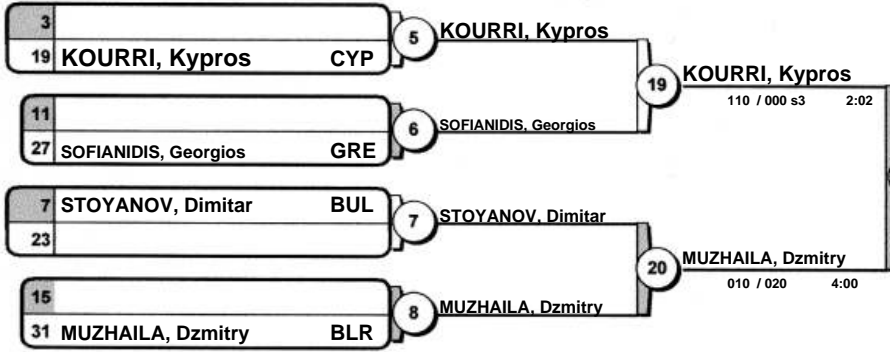 3
19 KOURRI, Kypros CYP
5
KOURRI, Kypros
11
27 SOFIANIDIS, Georgios GRE
6
SOFIANIDIS, Georgios
19
KOURRI, Kypros
110 / 000 s3 2:02
7 STOYANOV, Dimitar BUL
23
7
STOYANOV, Dimitar
15
31 MUZHAILA, Dzmitry BLR
8
MUZHAILA, Dzmitry
20
MUZHAILA, Dzmitry
010 / 020 4:00